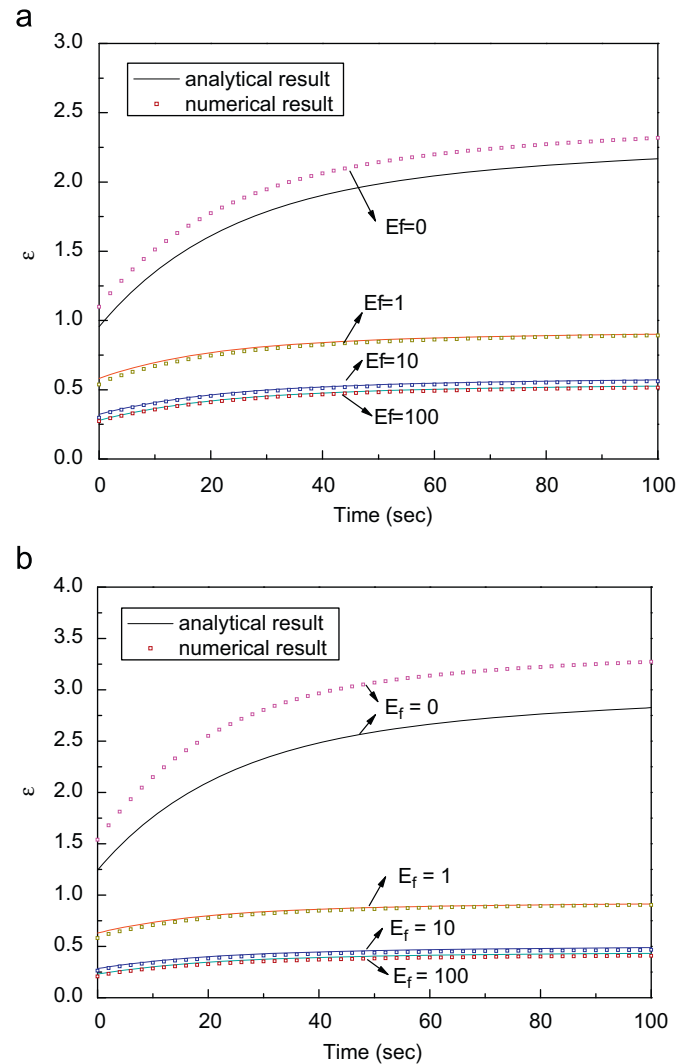 a
3.0
analytical result
numerical result
2.5
2.0
Ef=0
1.5
ε
Ef=1
1.0
Ef=10
0.5
Ef=100
0.0
0 20 40 60 80 100
Time (sec)
b
4.0
analytical result
numerical result
3.5
3.0
E_f = 0
2.5
2.0
ε
1.5
E_f = 1
1.0
E_f = 10
0.5
E_f = 100
0.0
0 20 40 60 80 100
Time (sec)